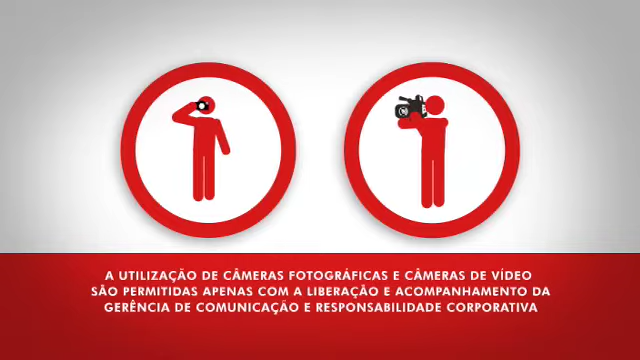 A UTILIZAÇÃO DE CÂMERAS FOTOGRÁFICAS E CÂMERAS DE VÍDEO
SÃO PERMITIDAS APENAS COM A LIBERAÇÃO E ACOMPANHAMENTO DA
GERÊNCIA DE COMUNICAÇÃO E RESPONSABILIDADE CORPORATIVA